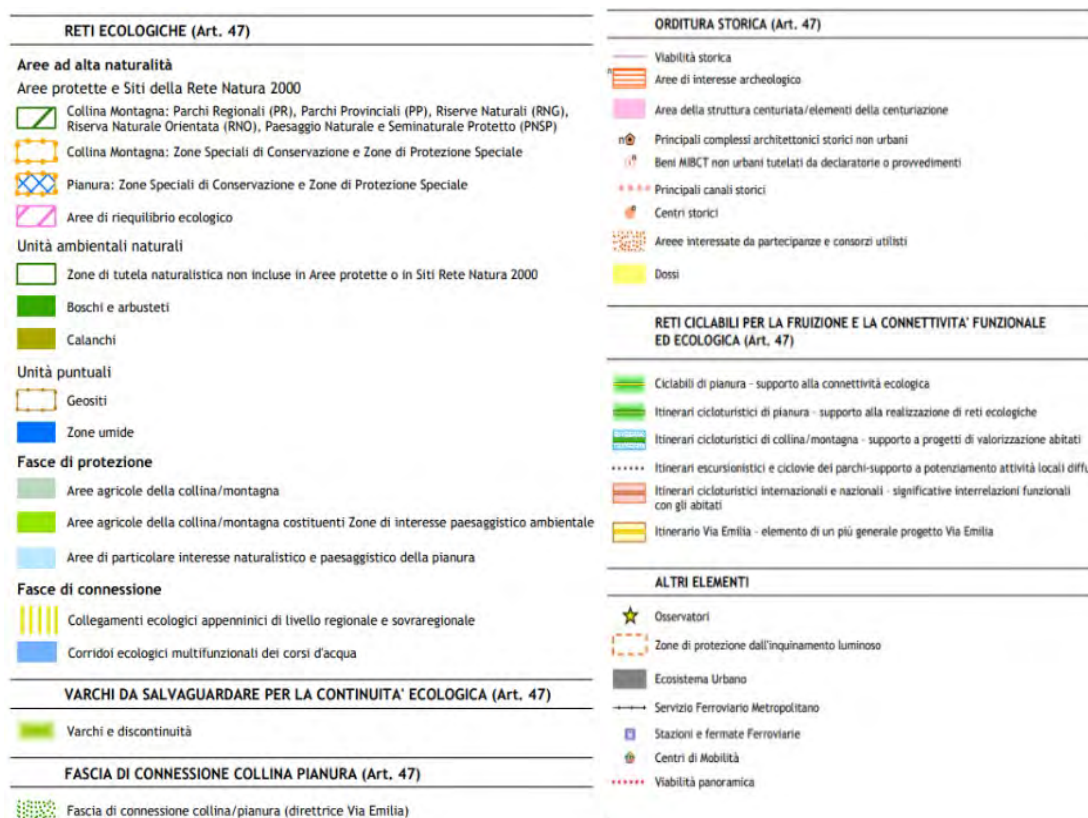 RETI ECOLOGICHE (Art. 47)
Aree ad alta naturalità
Aree protette e Siti della Rete Natura 2000
Collina Montagna: Parchi Regionali (PR), Parchi Provinciali (PP), Riserve Naturali (RNG),
Riserva Naturale Orientata (RNO), Paesaggio Naturale e Seminaturale Protetto (PNSP)
Collina Montagna: Zone Speciali di Conservazione e Zone di Protezione Speciale
Pianura: Zone Speciali di Conservazione e Zone di Protezione Speciale
Aree di riequilibrio ecologico
Unità ambientali naturali
Zone di tutela naturalistica non incluse in Aree protette o in Siti Rete Natura 2000
Boschi e arbusteti
Calanchi
Unità puntuali
Geositi
Zone umide
Fasce di protezione
Aree agricole della collina/montagna
Aree agricole della collina/montagna costituenti Zone di interesse paesaggistico ambientale
Aree di particolare interesse naturalistico e paesaggistico della pianura
Fasce di connessione
Collegamenti ecologici appenninici di livello regionale e sovraregionale
Corridoi ecologici multifunzionali dei corsi d'acqua
VARCHI DA SALVAGUARDARE PER LA CONTINUITA' ECOLOGICA (Art. 47)
Varchi e discontinuità
FASCIA DI CONNESSIONE COLLINA PIANURA (Art. 47)
Fascia di connessione collina/pianura (direttrice Via Emilia)
ORDITURA STORICA (Art. 47)
Viabilità storica
n Aree di interesse archeologico
Area della struttura centuriata/elementi della centuriazione
n Principali complessi architettonici storici non urbani
n Beni MIBCT non urbani tutelati da declaratorie o provvedimenti
Principali canali storici
n Centri storici
Areee interessate da partecipanze e consorzi utilisti
Dossi
RETI CICLABILI PER LA FRUIZIONE E LA CONNETTIVITA' FUNZIONALE
ED ECOLOGICA (Art. 47)
Ciclabili di pianura - supporto alla connettività ecologica
Itinerari cicloturistici di pianura - supporto alla realizzazione di reti ecologiche
Itinerari cicloturistici di collina/montagna - supporto a progetti di valorizzazione abitati
Itinerari escursionistici e ciclovie dei parchi-supporto a potenziamento attività locali diffu
Itinerari cicloturistici internazionali e nazionali - significative interrelazioni funzionali
con gli abitati
Itinerario Via Emilia - elemento di un più generale progetto Via Emilia
ALTRI ELEMENTI
Osservatori
Zone di protezione dall'inquinamento luminoso
Ecosistema Urbano
Servizio Ferroviario Metropolitano
Stazioni e fermate Ferroviarie
Centri di Mobilità
Viabilità panoramica